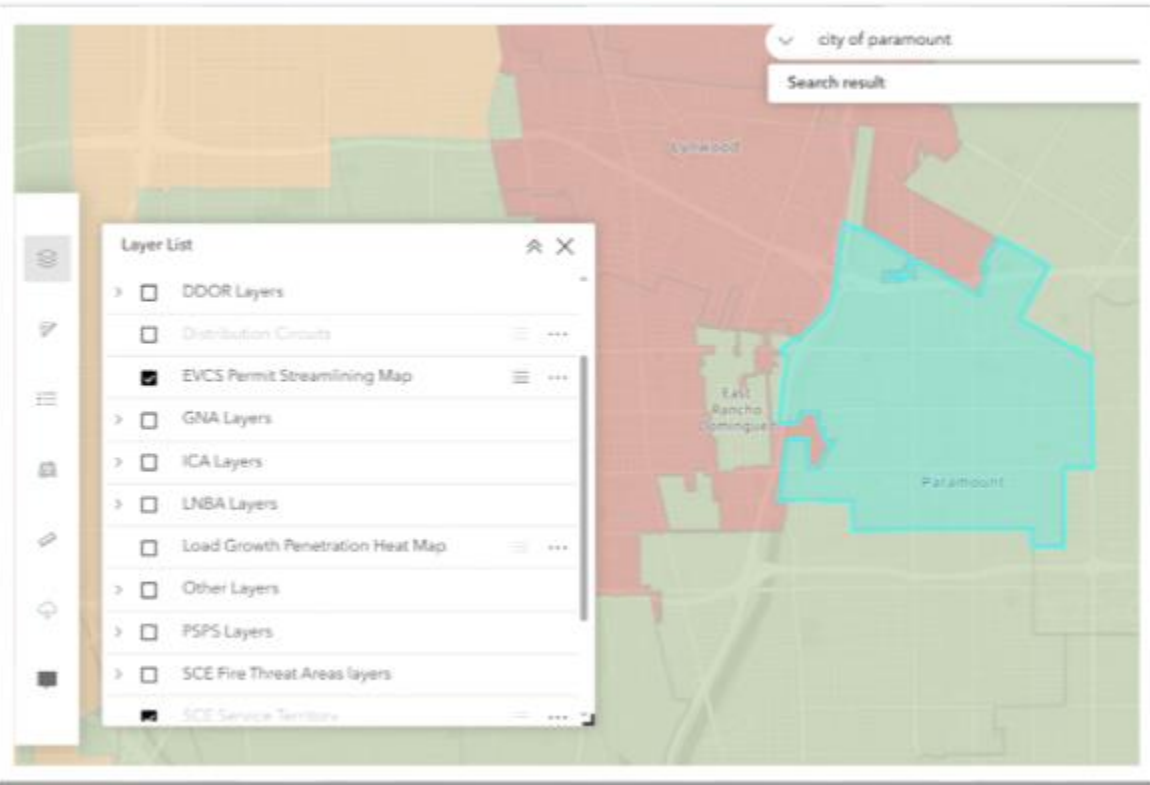 city of paramount
Search result
Lynwood
Layer List
DDOR Layers
Distribution Circuits
EVCS Permit Streamlining Map
GNA Layers
East
Rancho
Dominguez
ICA Layers
Paramount
LNBA Layers
Load Growth Penetration Heat Map
Other Layers
PSPS Layers
SCE Fire Threat Areas layers
SCE Service Territory